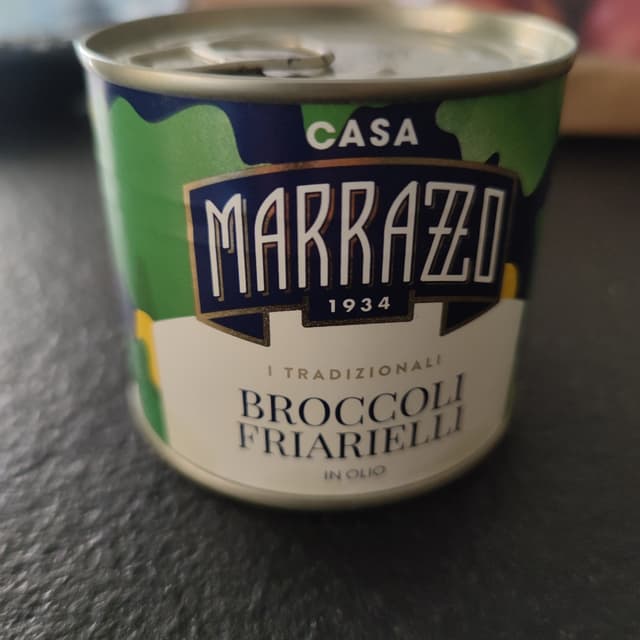 CASA
MARRAZZO
1934
I TRADIZIONALI
BROCCOLI
FRIARIELLI
IN OLIO